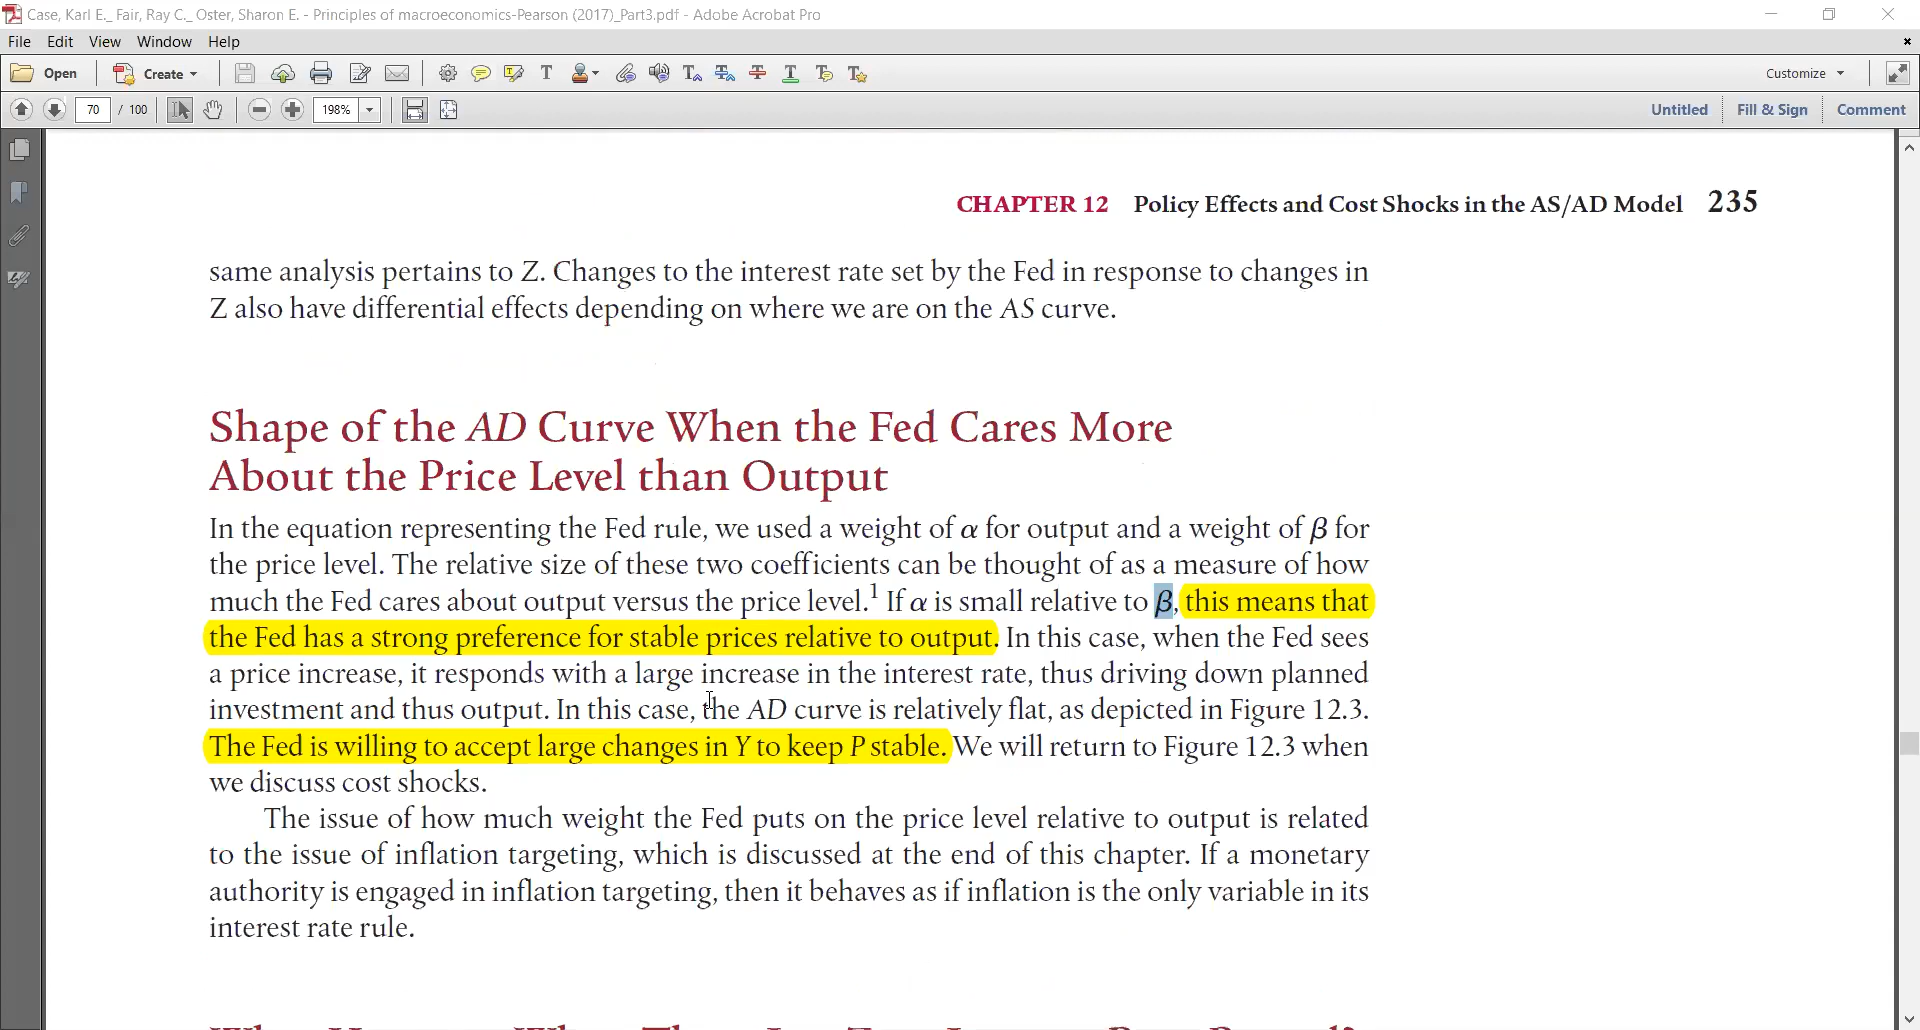 Case, Karl E._ Fair, Ray C._ Oster, Sharon E. - Principles of macroeconomics-Pearson (2017)_Part3.pdf - Adobe Acrobat Pro
File Edit View Window Help
Open Create Customize
70 / 100 198% Untitled Fill & Sign Comment
CHAPTER 12 Policy Effects and Cost Shocks in the AS/AD Model 235
same analysis pertains to Z. Changes to the interest rate set by the Fed in response to changes in
Z also have differential effects depending on where we are on the AS curve.
Shape of the AD Curve When the Fed Cares More
About the Price Level than Output
In the equation representing the Fed rule, we used a weight of α for output and a weight of β for
the price level. The relative size of these two coefficients can be thought of as a measure of how
much the Fed cares about output versus the price level.¹ If α is small relative to β, this means that
the Fed has a strong preference for stable prices relative to output. In this case, when the Fed sees
a price increase, it responds with a large increase in the interest rate, thus driving down planned
investment and thus output. In this case, the AD curve is relatively flat, as depicted in Figure 12.3.
The Fed is willing to accept large changes in Y to keep P stable. We will return to Figure 12.3 when
we discuss cost shocks.
The issue of how much weight the Fed puts on the price level relative to output is related
to the issue of inflation targeting, which is discussed at the end of this chapter. If a monetary
authority is engaged in inflation targeting, then it behaves as if inflation is the only variable in its
interest rate rule.